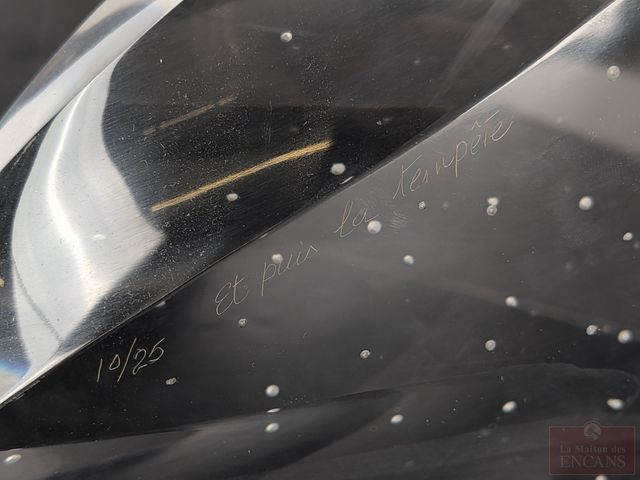 Et puis la tempête
10/25
La Maison des
ENCANS